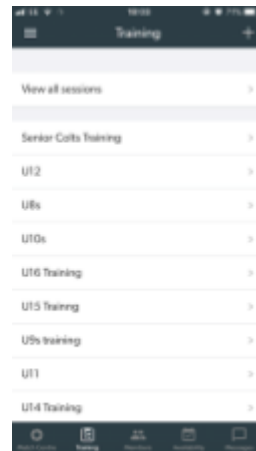 Training
View all sessions
Senior Colts Training
U12
U8s
U10s
U16 Training
U15 Trainng
U9s training
U11
U14 Training
Training